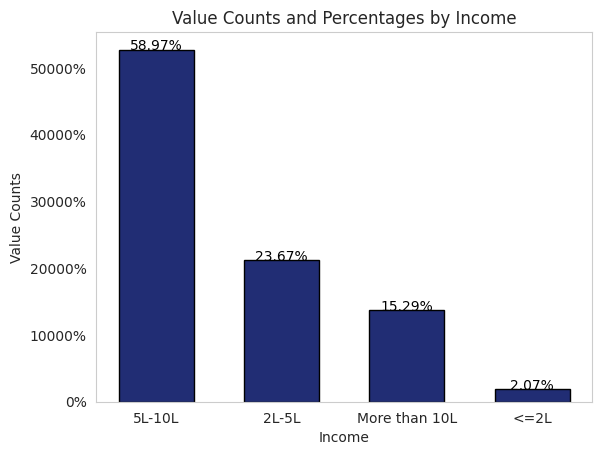 Value Counts and Percentages by Income
58.97%
50000%
40000%
30000%
23.67%
20000%
15.29%
10000%
2.07%
0%
Value Counts
5L-10L 2L-5L More than 10L <=2L
Income